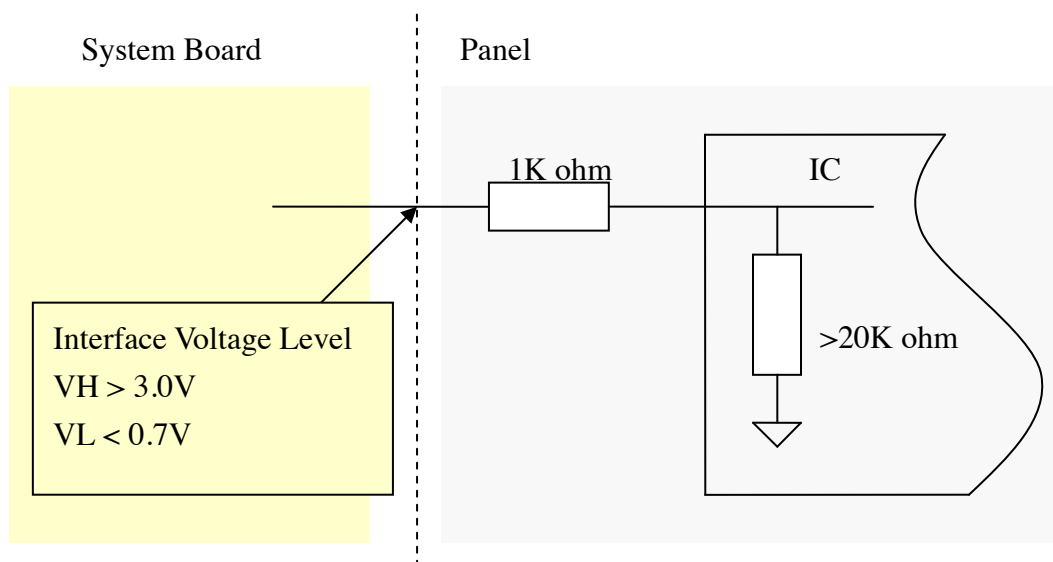 System Board
Panel
1K ohm
IC
Interface Voltage Level
VH > 3.0V
VL < 0.7V
>20K ohm